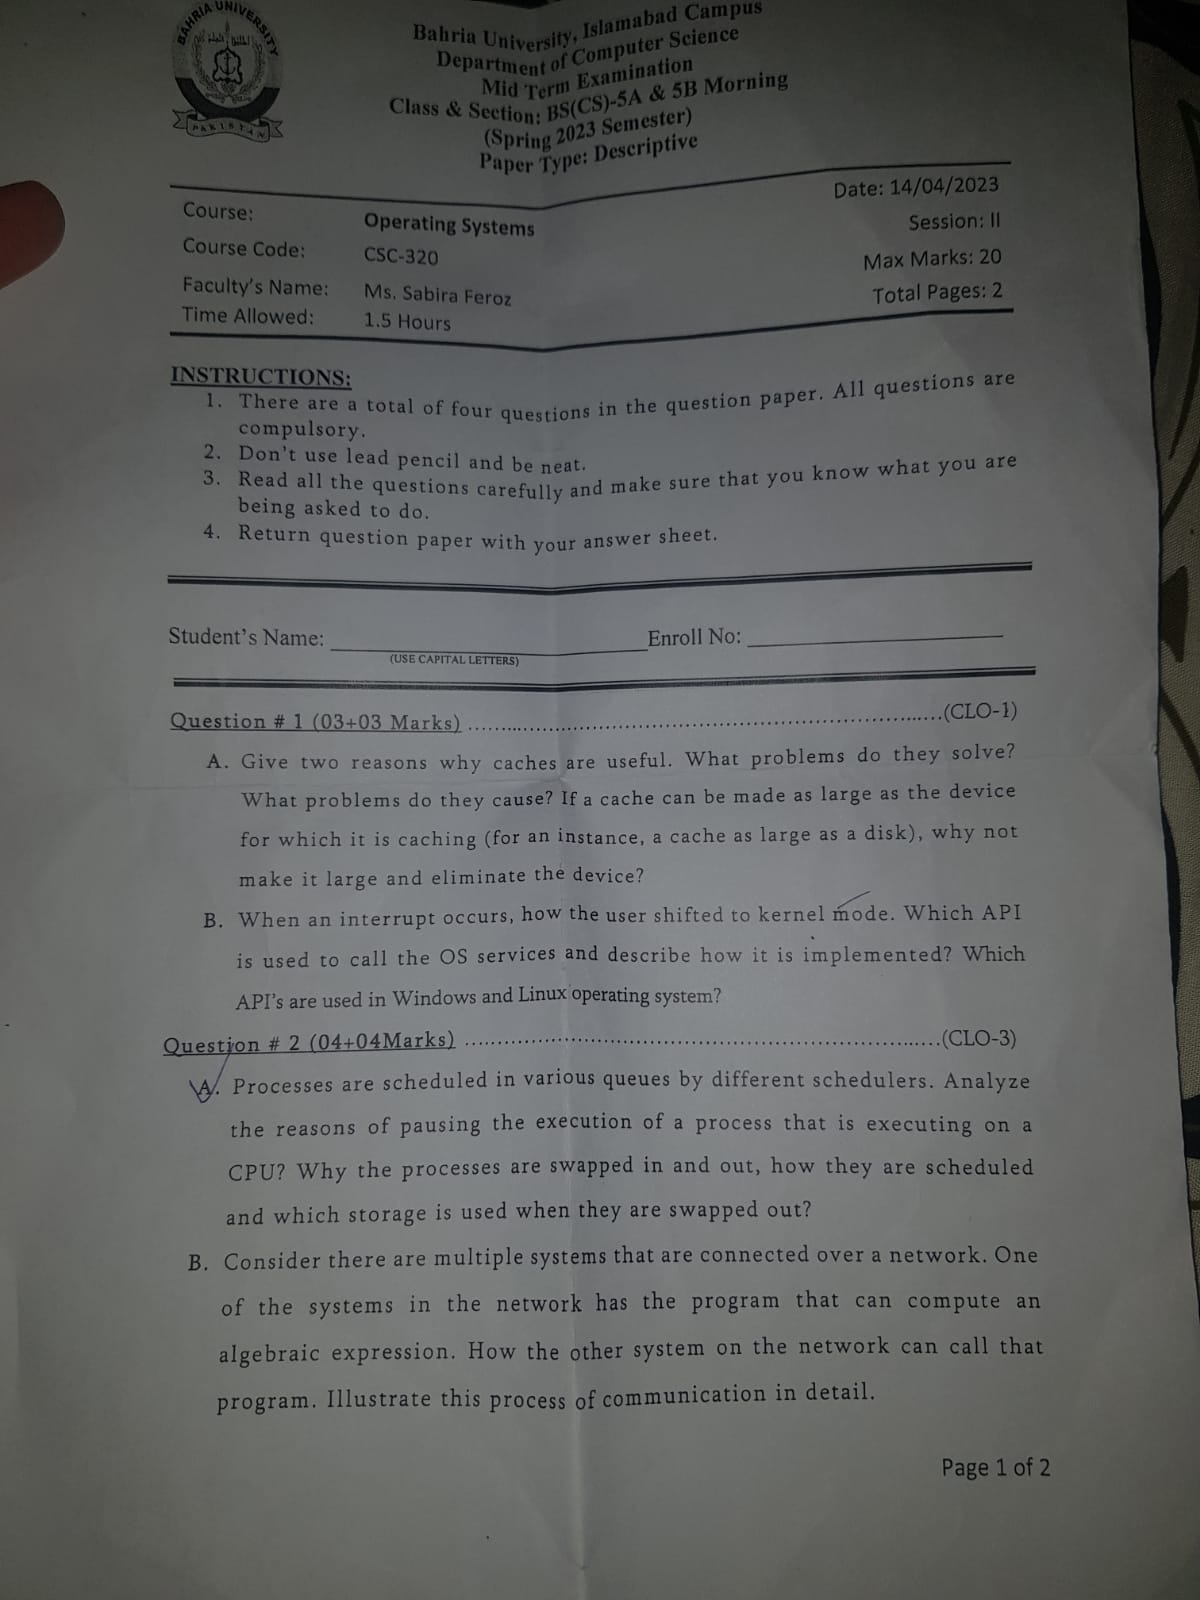 BAHRIA UNIVERSITY
PAKISTAN
Bahria University, Islamabad Campus
Department of Computer Science
Mid Term Examination
Class & Section: BS(CS)-5A & 5B Morning
(Spring 2023 Semester)
Paper Type: Descriptive
Course: Operating Systems Date: 14/04/2023
Course Code: CSC-320 Session: II
Faculty's Name: Ms. Sabira Feroz Max Marks: 20
Time Allowed: 1.5 Hours Total Pages: 2
INSTRUCTIONS:
1. There are a total of four questions in the question paper. All questions are
compulsory.
2. Don't use lead pencil and be neat.
3. Read all the questions carefully and make sure that you know what you are
being asked to do.
4. Return question paper with your answer sheet.
Student's Name: Enroll No:
(USE CAPITAL LETTERS)
Question # 1 (03+03 Marks) ......................................................................(CLO-1)
A. Give two reasons why caches are useful. What problems do they solve?
What problems do they cause? If a cache can be made as large as the device
for which it is caching (for an instance, a cache as large as a disk), why not
make it large and eliminate the device?
B. When an interrupt occurs, how the user shifted to kernel mode. Which API
is used to call the OS services and describe how it is implemented? Which
API's are used in Windows and Linux operating system?
Question # 2 (04+04Marks) ......................................................................(CLO-3)
A. Processes are scheduled in various queues by different schedulers. Analyze
the reasons of pausing the execution of a process that is executing on a
CPU? Why the processes are swapped in and out, how they are scheduled
and which storage is used when they are swapped out?
B. Consider there are multiple systems that are connected over a network. One
of the systems in the network has the program that can compute an
algebraic expression. How the other system on the network can call that
program. Illustrate this process of communication in detail.
Page 1 of 2